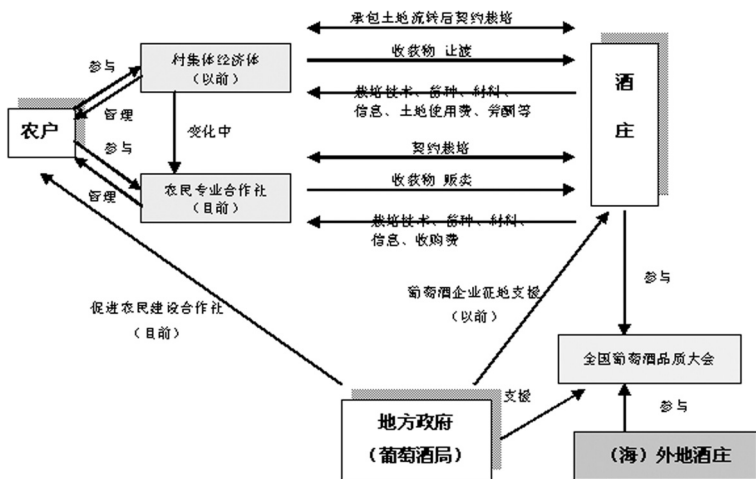 承包土地流转后契约栽培
村集体经济体
(以前)
收获物 让渡
参与
管理
栽培技术、苗种、材料、
信息、土地使用费、劳酬等
酒
庄
农户
变化中
参与
管理
契约栽培
农民专业合作社
(目前)
收获物 贩卖
栽培技术、苗种、材料、
信息、收购费
促进农民建设合作社
(目前)
葡萄酒企业征地支援
(以前)
参与
全国葡萄酒品质大会
支援
参与
地方政府
(葡萄酒局)
(海)外地酒庄